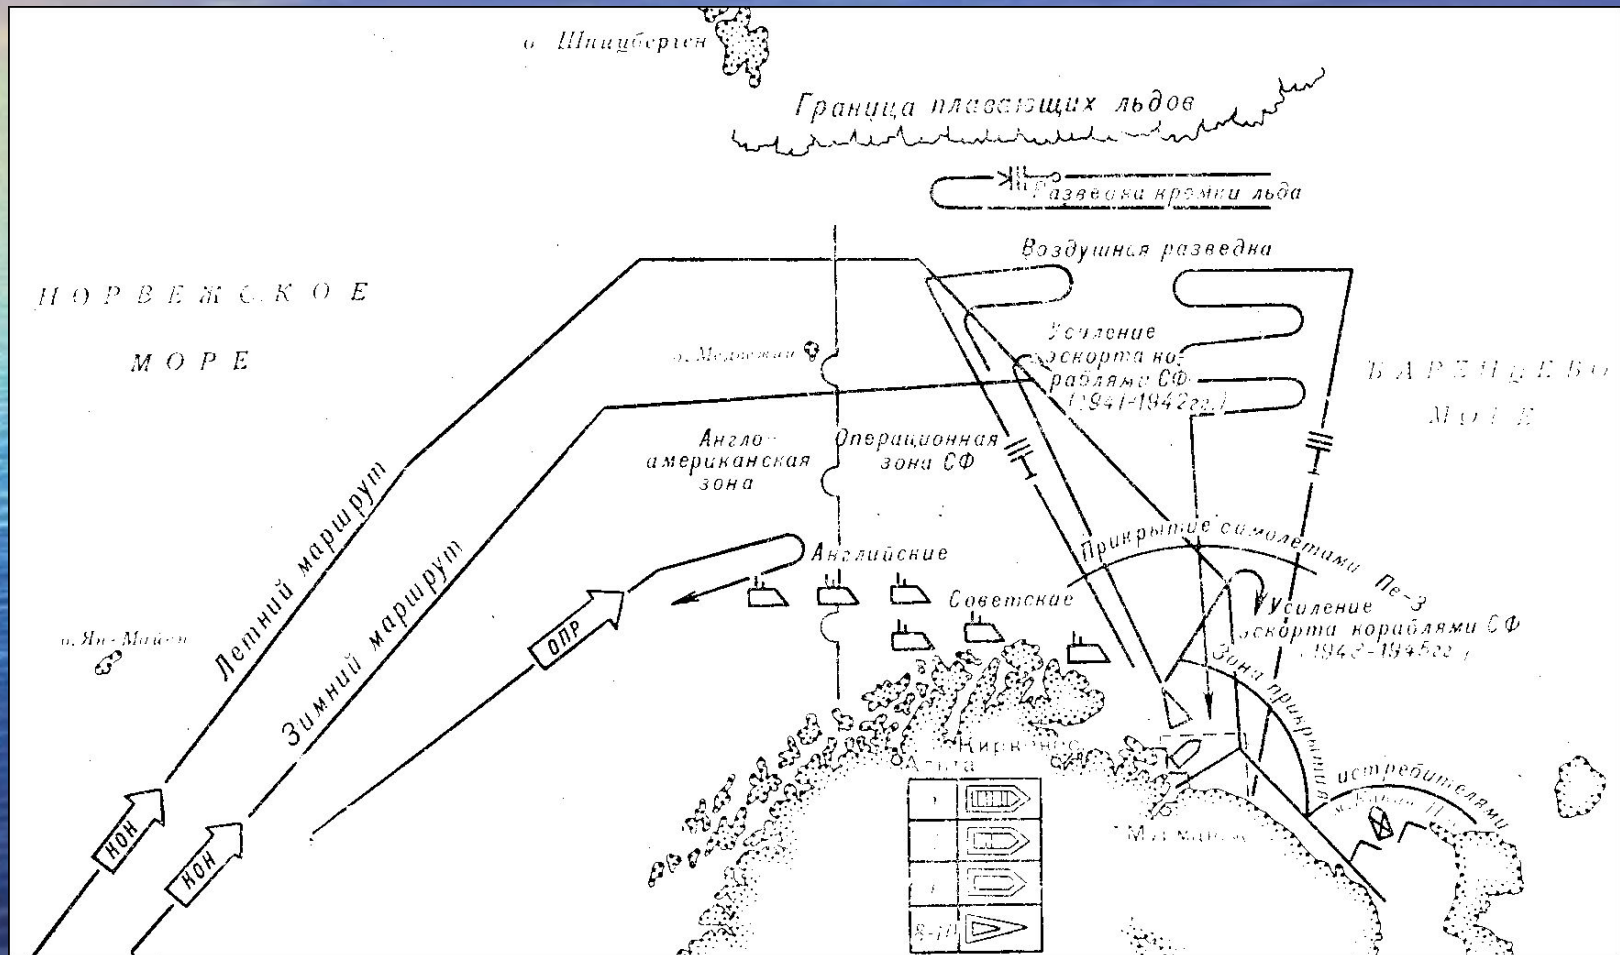 о. Шпицберген
Граница плавающих льдов
Разведка кромки льда
Воздушная разведка
НОРВЕЖСКОЕ
МОРЕ
о. Медвежий
Усиление
эскорта ко-
раблями СФ
(1941-1942гг.)
БАРЕНЦЕВО
МОРЕ
Англо-
американская
зона
Операционная
зона СФ
Летний маршрут
Зимний маршрут
Прикрытие самолетами Пе-3
Английские
Советские
ОПР
Усиление
эскорта кораблями СФ
(1943-1945гг.)
о. Ян-Майен
Зона прикрытия истребителями
Киркенес
КОН
КОН